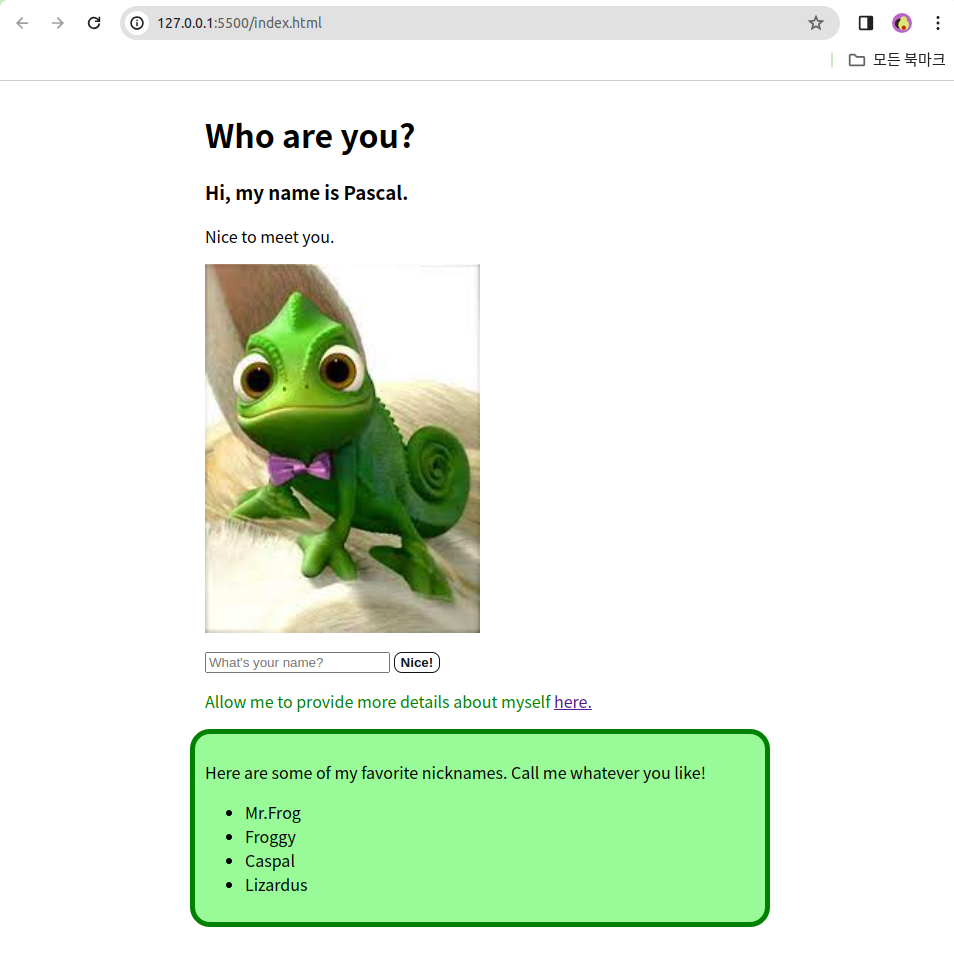 127.0.0.1:5500/index.html
모든 북마크
Who are you?
Hi, my name is Pascal.
Nice to meet you.
What's your name? Nice!
Allow me to provide more details about myself here.
Here are some of my favorite nicknames. Call me whatever you like!
• Mr.Frog
• Froggy
• Caspal
• Lizardus